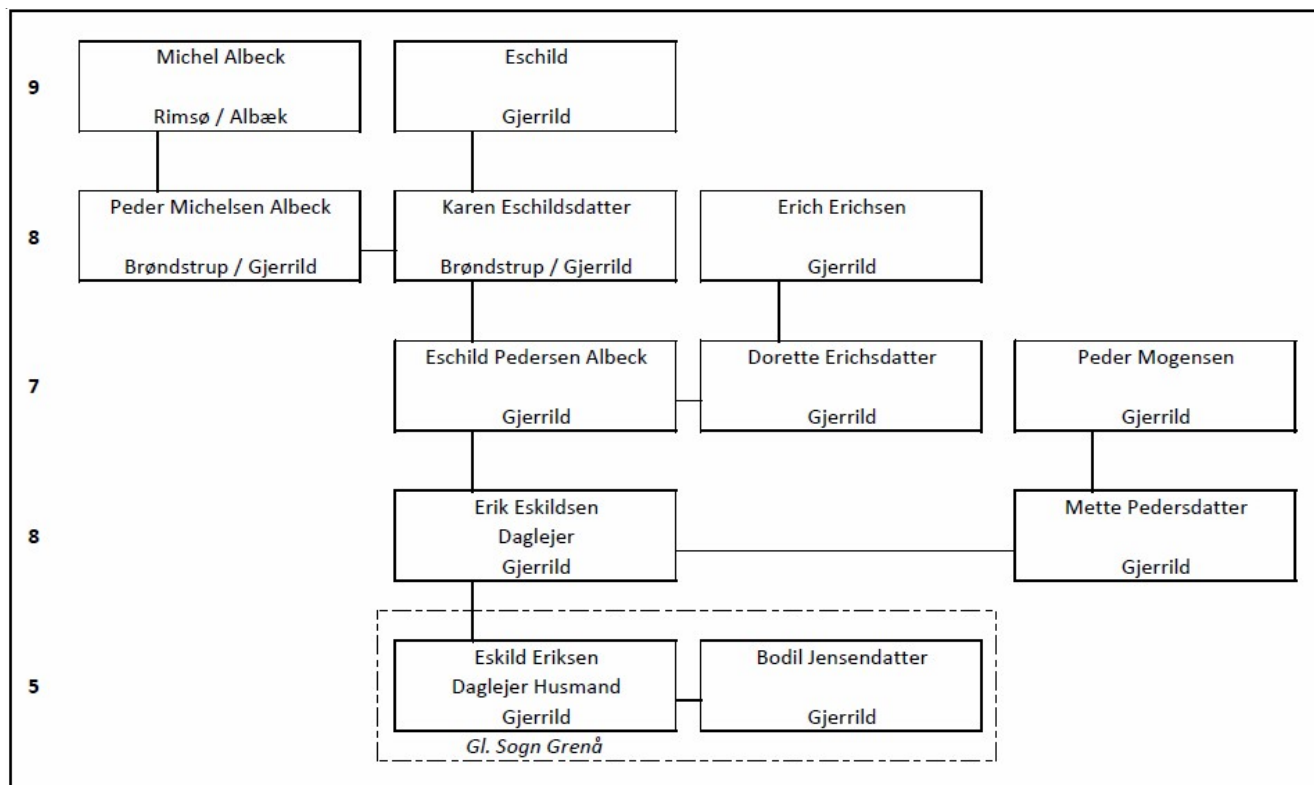 Michel Albeck
Eschild
9
Rimsø / Albæk
Gjerrild
Peder Michelsen Albeck
Karen Eschildsdatter
Erich Erichsen
8
Brøndstrup / Gjerrild
Brøndstrup / Gjerrild
Gjerrild
Eschild Pedersen Albeck
Dorette Erichsdatter
Peder Mogensen
7
Gjerrild
Gjerrild
Gjerrild
Erik Eskildsen
Mette Pedersdatter
8
Daglejer
Gjerrild
Gjerrild
Eskild Eriksen
Bodil Jensendatter
5
Daglejer Husmand
Gjerrild
Gjerrild
Gl. Sogn Grenå